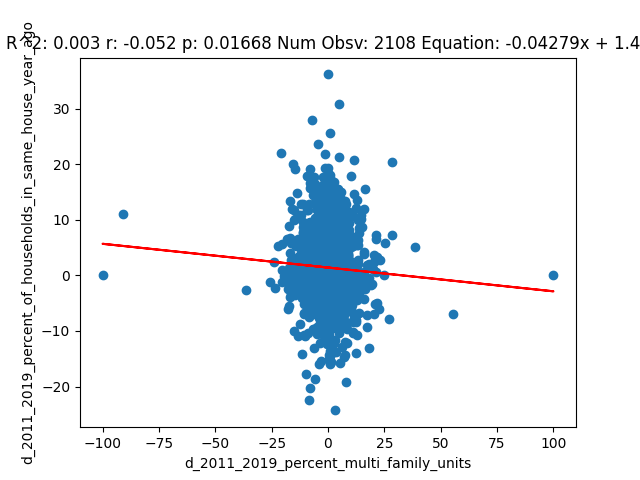 R^2: 0.003 r: -0.052 p: 0.01668 Num Obsv: 2108 Equation: -0.04279x + 1.4
d_2011_2019_percent_of_households_in_same_house_year_ago
30
20
10
0
−10
−20
−100 −75 −50 −25 0 25 50 75 100
d_2011_2019_percent_multi_family_units